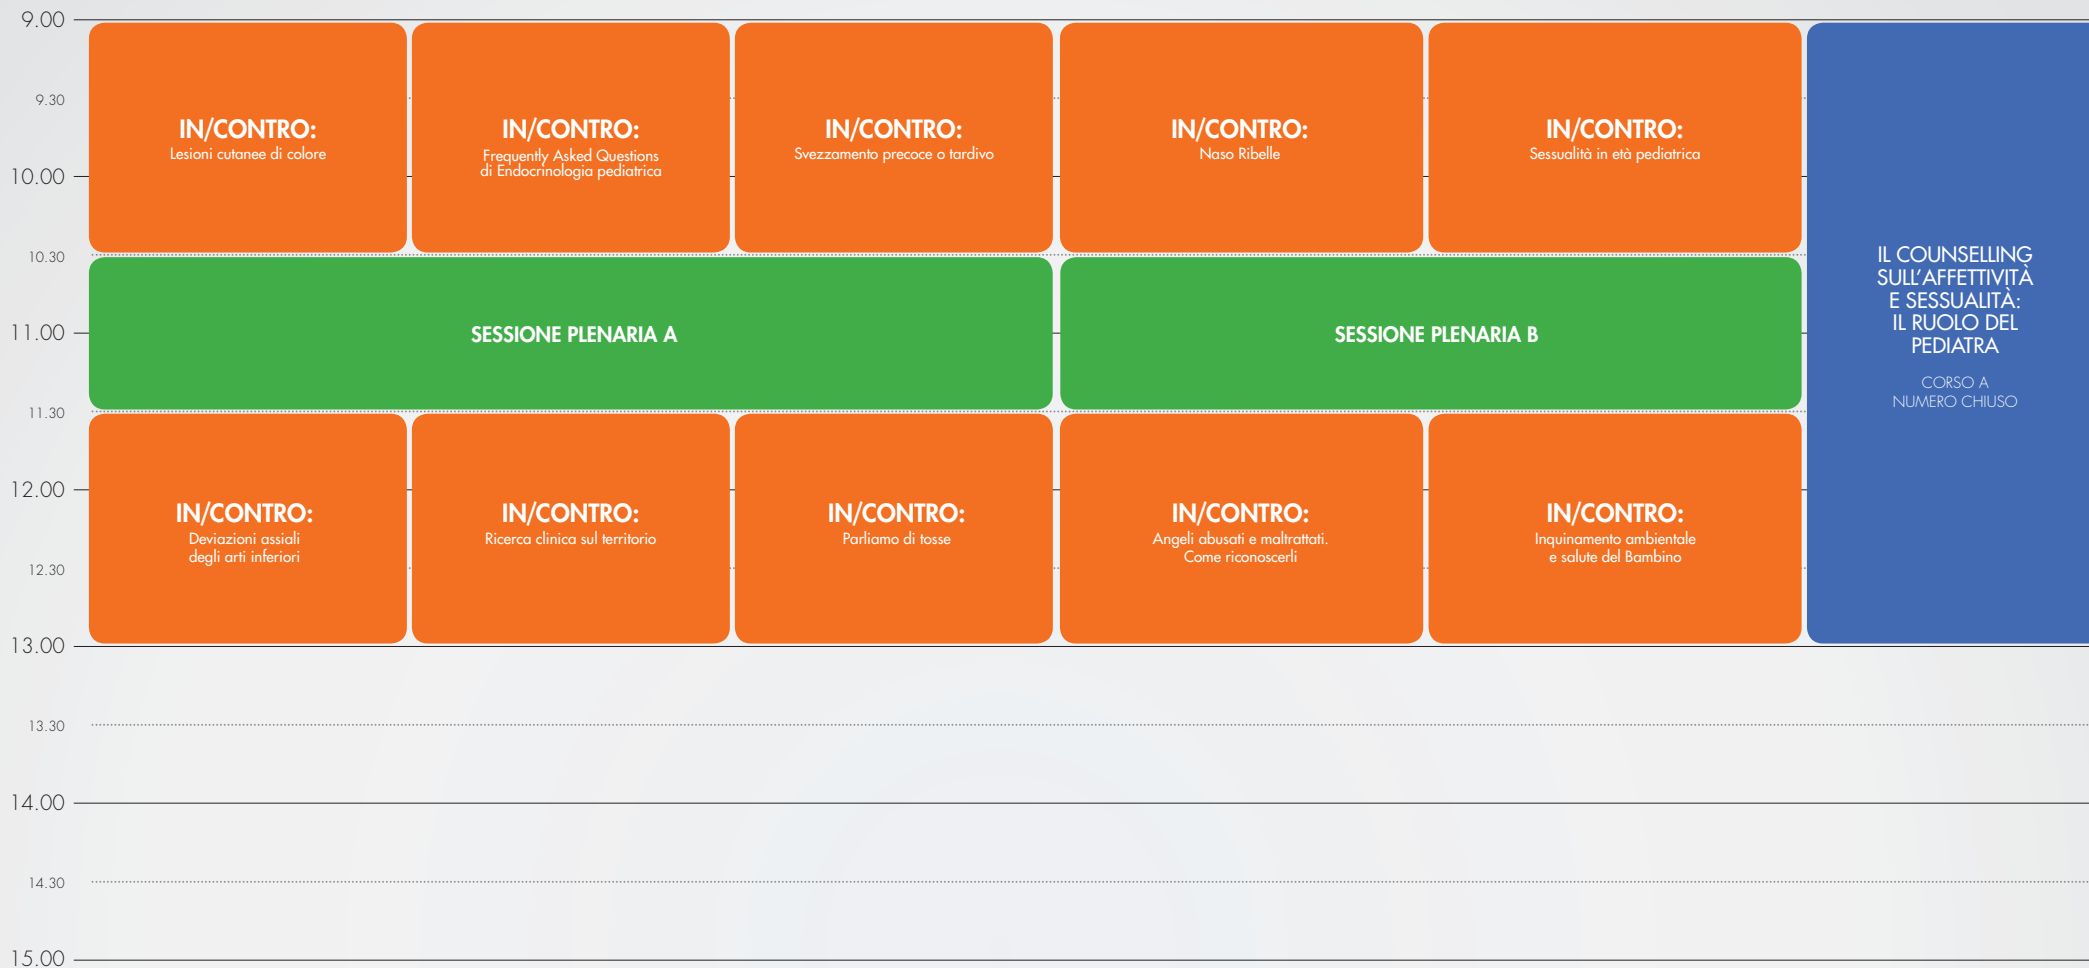 9.00
9.30
10.00
10.30
11.00
11.30
12.00
12.30
13.00
13.30
14.00
14.30
15.00
IN/CONTRO:
Lesioni cutanee di colore
IN/CONTRO:
Frequently Asked Questions
di Endocrinologia pediatrica
IN/CONTRO:
Svezzamento precoce o tardivo
IN/CONTRO:
Naso Ribelle
IN/CONTRO:
Sessualità in età pediatrica
SESSIONE PLENARIA A
SESSIONE PLENARIA B
IN/CONTRO:
Deviazioni assiali
degli arti inferiori
IN/CONTRO:
Ricerca clinica sul territorio
IN/CONTRO:
Parliamo di tosse
IN/CONTRO:
Angeli abusati e maltrattati.
Come riconoscerli
IN/CONTRO:
Inquinamento ambientale
e salute del Bambino
IL COUNSELLING
SULL'AFFETTIVITÀ
E SESSUALITÀ:
IL RUOLO DEL
PEDIATRA
CORSO A
NUMERO CHIUSO